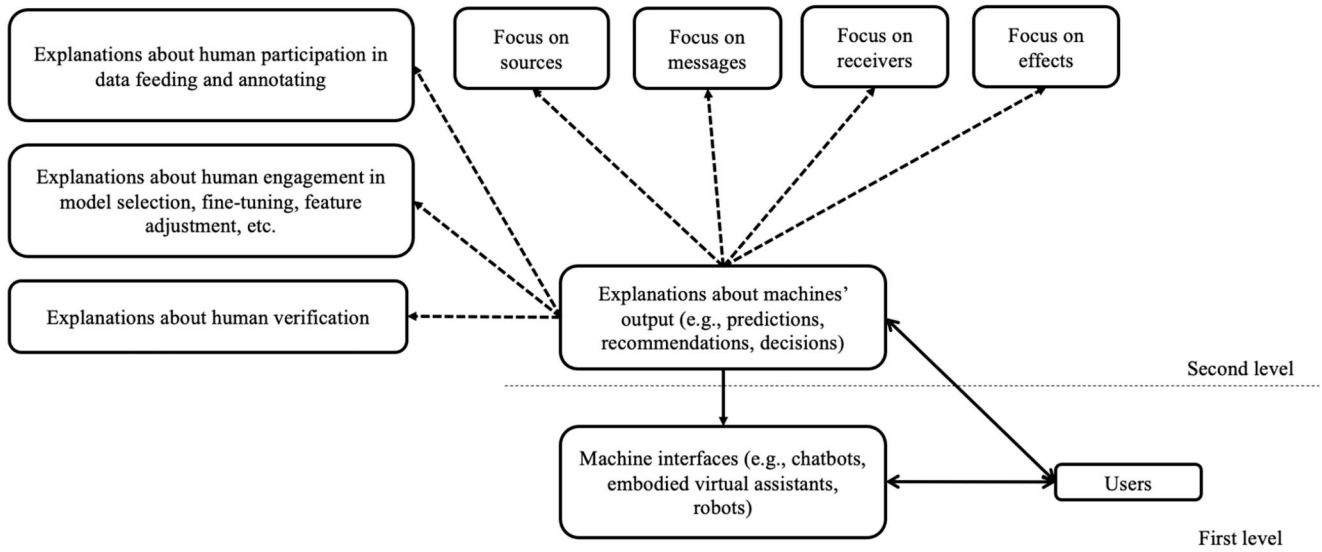 Explanations about human participation in
data feeding and annotating
Focus on
sources
Focus on
messages
Focus on
receivers
Focus on
effects
Explanations about human engagement in
model selection, fine-tuning, feature
adjustment, etc.
Explanations about human verification
Explanations about machines’
output (e.g., predictions,
recommendations, decisions)
Second level
Machine interfaces (e.g., chatbots,
embodied virtual assistants,
robots)
Users
First level